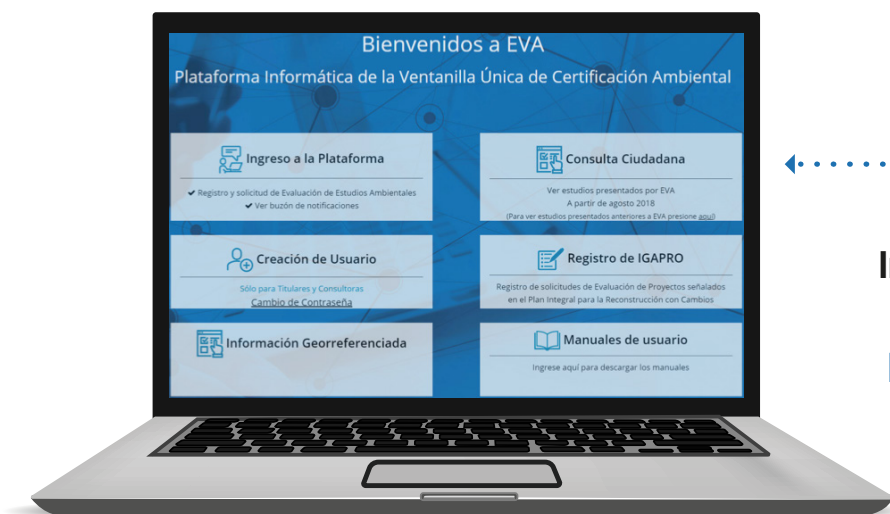 Bienvenidos a EVA
Plataforma Informática de la Ventanilla Única de Certificación Ambiental
Ingreso a la Plataforma
✔ Registro y solicitud de Evaluación de Estudios Ambientales
✔ Ver buzón de notificaciones
Consulta Ciudadana
Ver estudios presentados por EVA
A partir de agosto 2018
(Para ver estudios presentados anteriores a EVA presione aquí)
Creación de Usuario
Sólo para Titulares y Consultoras
Cambio de Contraseña
Registro de IGAPRO
Registro de solicitudes de Evaluación de Proyectos señalados
en el Plan Integral para la Reconstrucción con Cambios
Información Georreferenciada
Manuales de usuario
Ingrese aquí para descargar los manuales